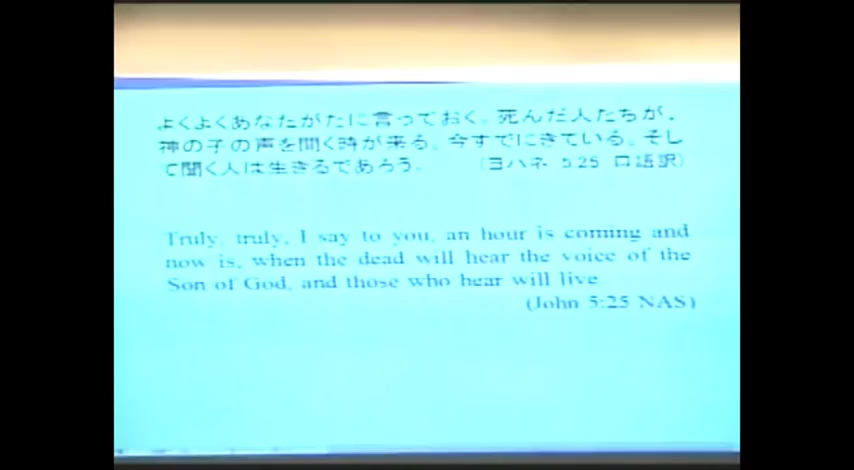 よくよくあなたがたに言っておく。死んだ人たちが、
神の子の声を聞く時が来る。今すでにきている。そし
て聞く人は生きるであろう。 (ヨハネ 5:25 口語訳)
Truly, truly, I say to you, an hour is coming and
now is, when the dead will hear the voice of the
Son of God, and those who hear will live.
(John 5:25 NAS)